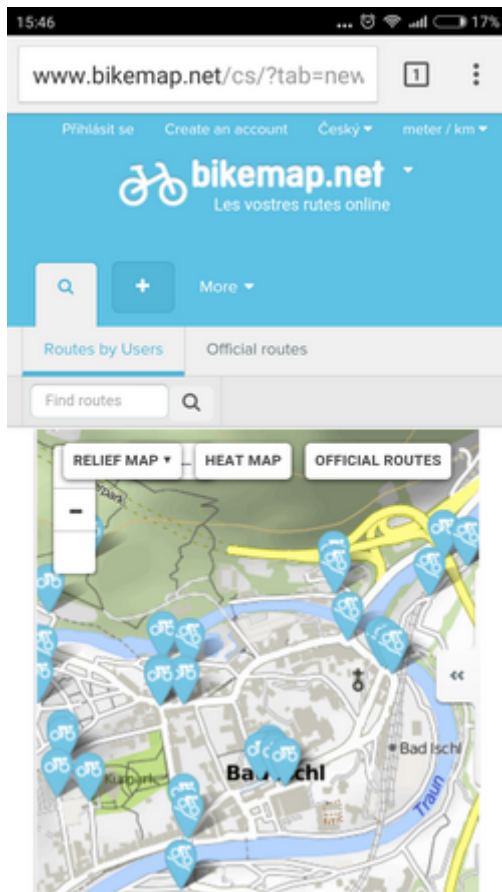 15:46 ... 17%
www.bikemap.net/cs/?tab=new 1
Přihlásit se Create an account Český meter / km
bikemap.net
Les vostres rutes online
+ More
Routes by Users Official routes
Find routes
RELIEF MAP ... HEAT MAP OFFICIAL ROUTES
Kurpark
Bad Ischl
Bad Ischl
Traun